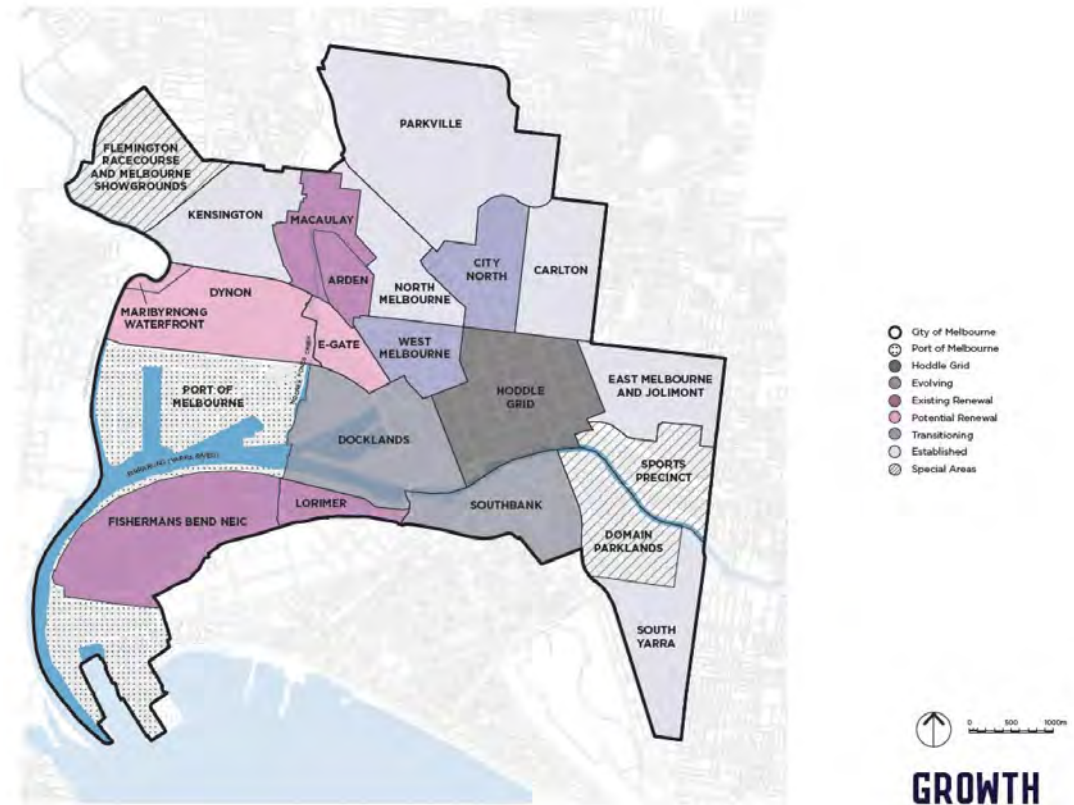 PARKVILLE
FLEMINGTON
RACECOURSE
AND MELBOURNE
SHOWGROUNDS
KENSINGTON
MACAULAY
CITY
NORTH
CARLTON
ARDEN
NORTH
MELBOURNE
DYNON
MARIBYRNONG
WATERFRONT
E-GATE
WEST
MELBOURNE
PORT OF
MELBOURNE
HODDLE
GRID
EAST MELBOURNE
AND JOLIMONT
DOCKLANDS
SPORTS
PRECINCT
(YARRA RIVER)
LORIMER
SOUTHBANK
FISHERMANS BEND NEIC
DOMAIN
PARKLANDS
SOUTH
YARRA
City of Melbourne
Port of Melbourne
Hoddle Grid
Evolving
Existing Renewal
Potential Renewal
Transitioning
Established
Special Areas
0 500 1000m
GROWTH